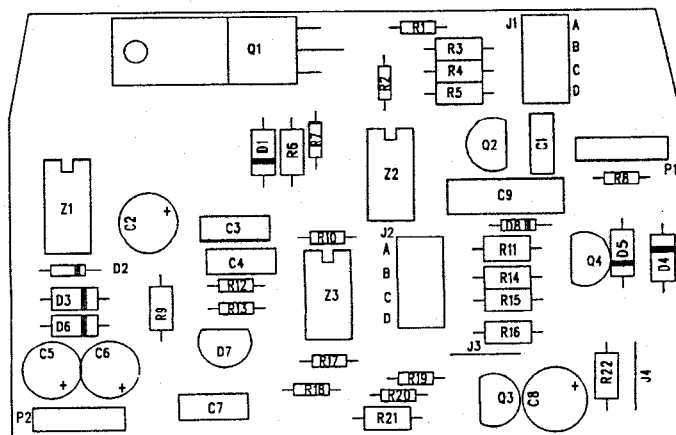 R1
J1
A
Q1
R3
B
R4
C
R2
R5
D
D1
R6
R7
Q2
C1
Z2
P1
R8
Z1
C9
C2
+
C3
R10
J2
D8
A
R11
C4
D5
D4
Q4
D2
B
R12
R14
Z3
D3
R9
R13
C
R15
D6
D
R16
D7
J3
C5
C6
R17
R22
J4
+
+
R19
+
R18
R20
Q3
C8
C7
P2
R21